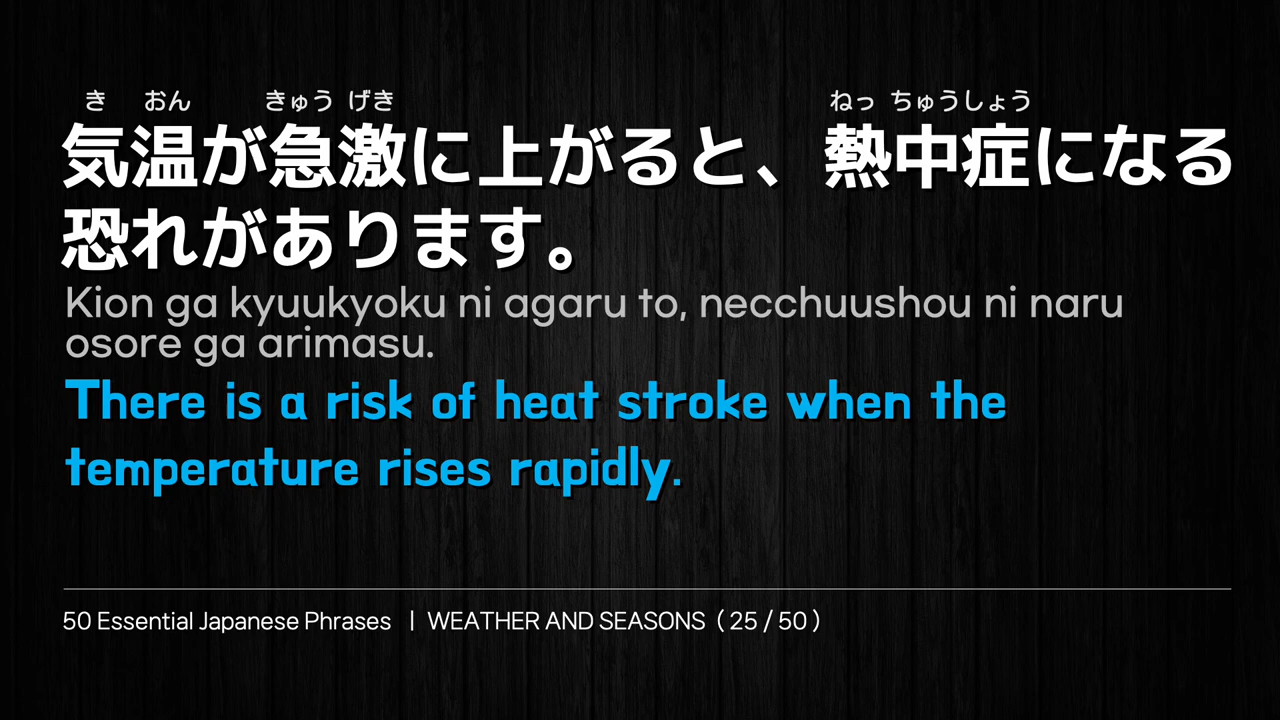 き おん きゅう げき ねっ ちゅうしょう
気温が急激に上がると、熱中症になる
恐れがあります。
Kion ga kyuukyoku ni agaru to, necchuushou ni naru
osore ga arimasu.
There is a risk of heat stroke when the
temperature rises rapidly.
50 Essential Japanese Phrases | WEATHER AND SEASONS ( 25 / 50 )